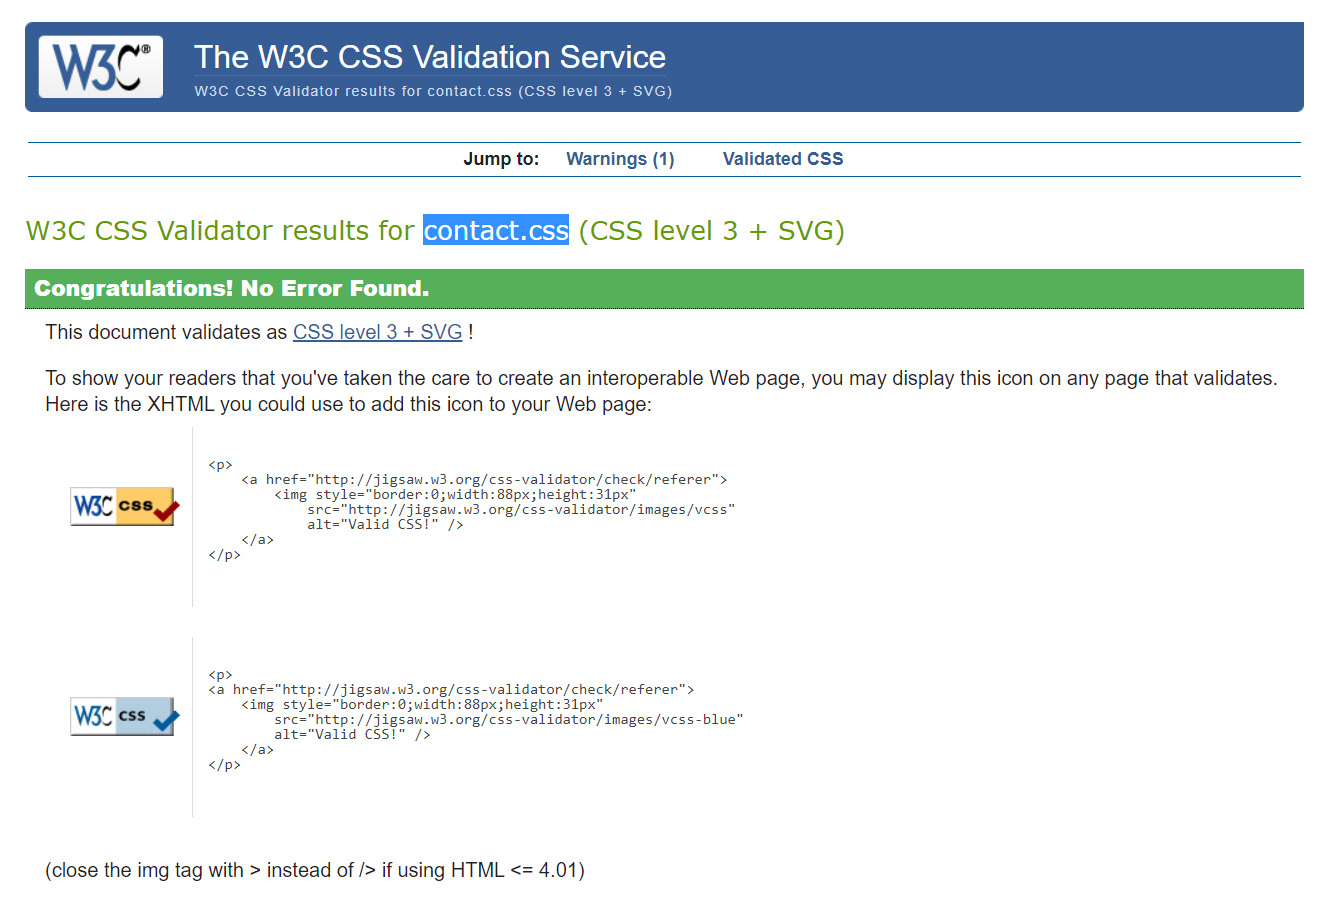 W3C®
The W3C CSS Validation Service
W3C CSS Validator results for contact.css (CSS level 3 + SVG)
Jump to: Warnings (1) Validated CSS
W3C CSS Validator results for contact.css (CSS level 3 + SVG)
Congratulations! No Error Found.
This document validates as CSS level 3 + SVG !
To show your readers that you've taken the care to create an interoperable Web page, you may display this icon on any page that validates.
Here is the XHTML you could use to add this icon to your Web page:
W3C css
<p>
    <a href="http://jigsaw.w3.org/css-validator/check/referer">
        <img style="border:0;width:88px;height:31px"
            src="http://jigsaw.w3.org/css-validator/images/vcss"
            alt="Valid CSS!" />
    </a>
</p>
W3C css
<p>
<a href="http://jigsaw.w3.org/css-validator/check/referer">
    <img style="border:0;width:88px;height:31px"
        src="http://jigsaw.w3.org/css-validator/images/vcss-blue"
        alt="Valid CSS!" />
    </a>
</p>
(close the img tag with > instead of /> if using HTML <= 4.01)